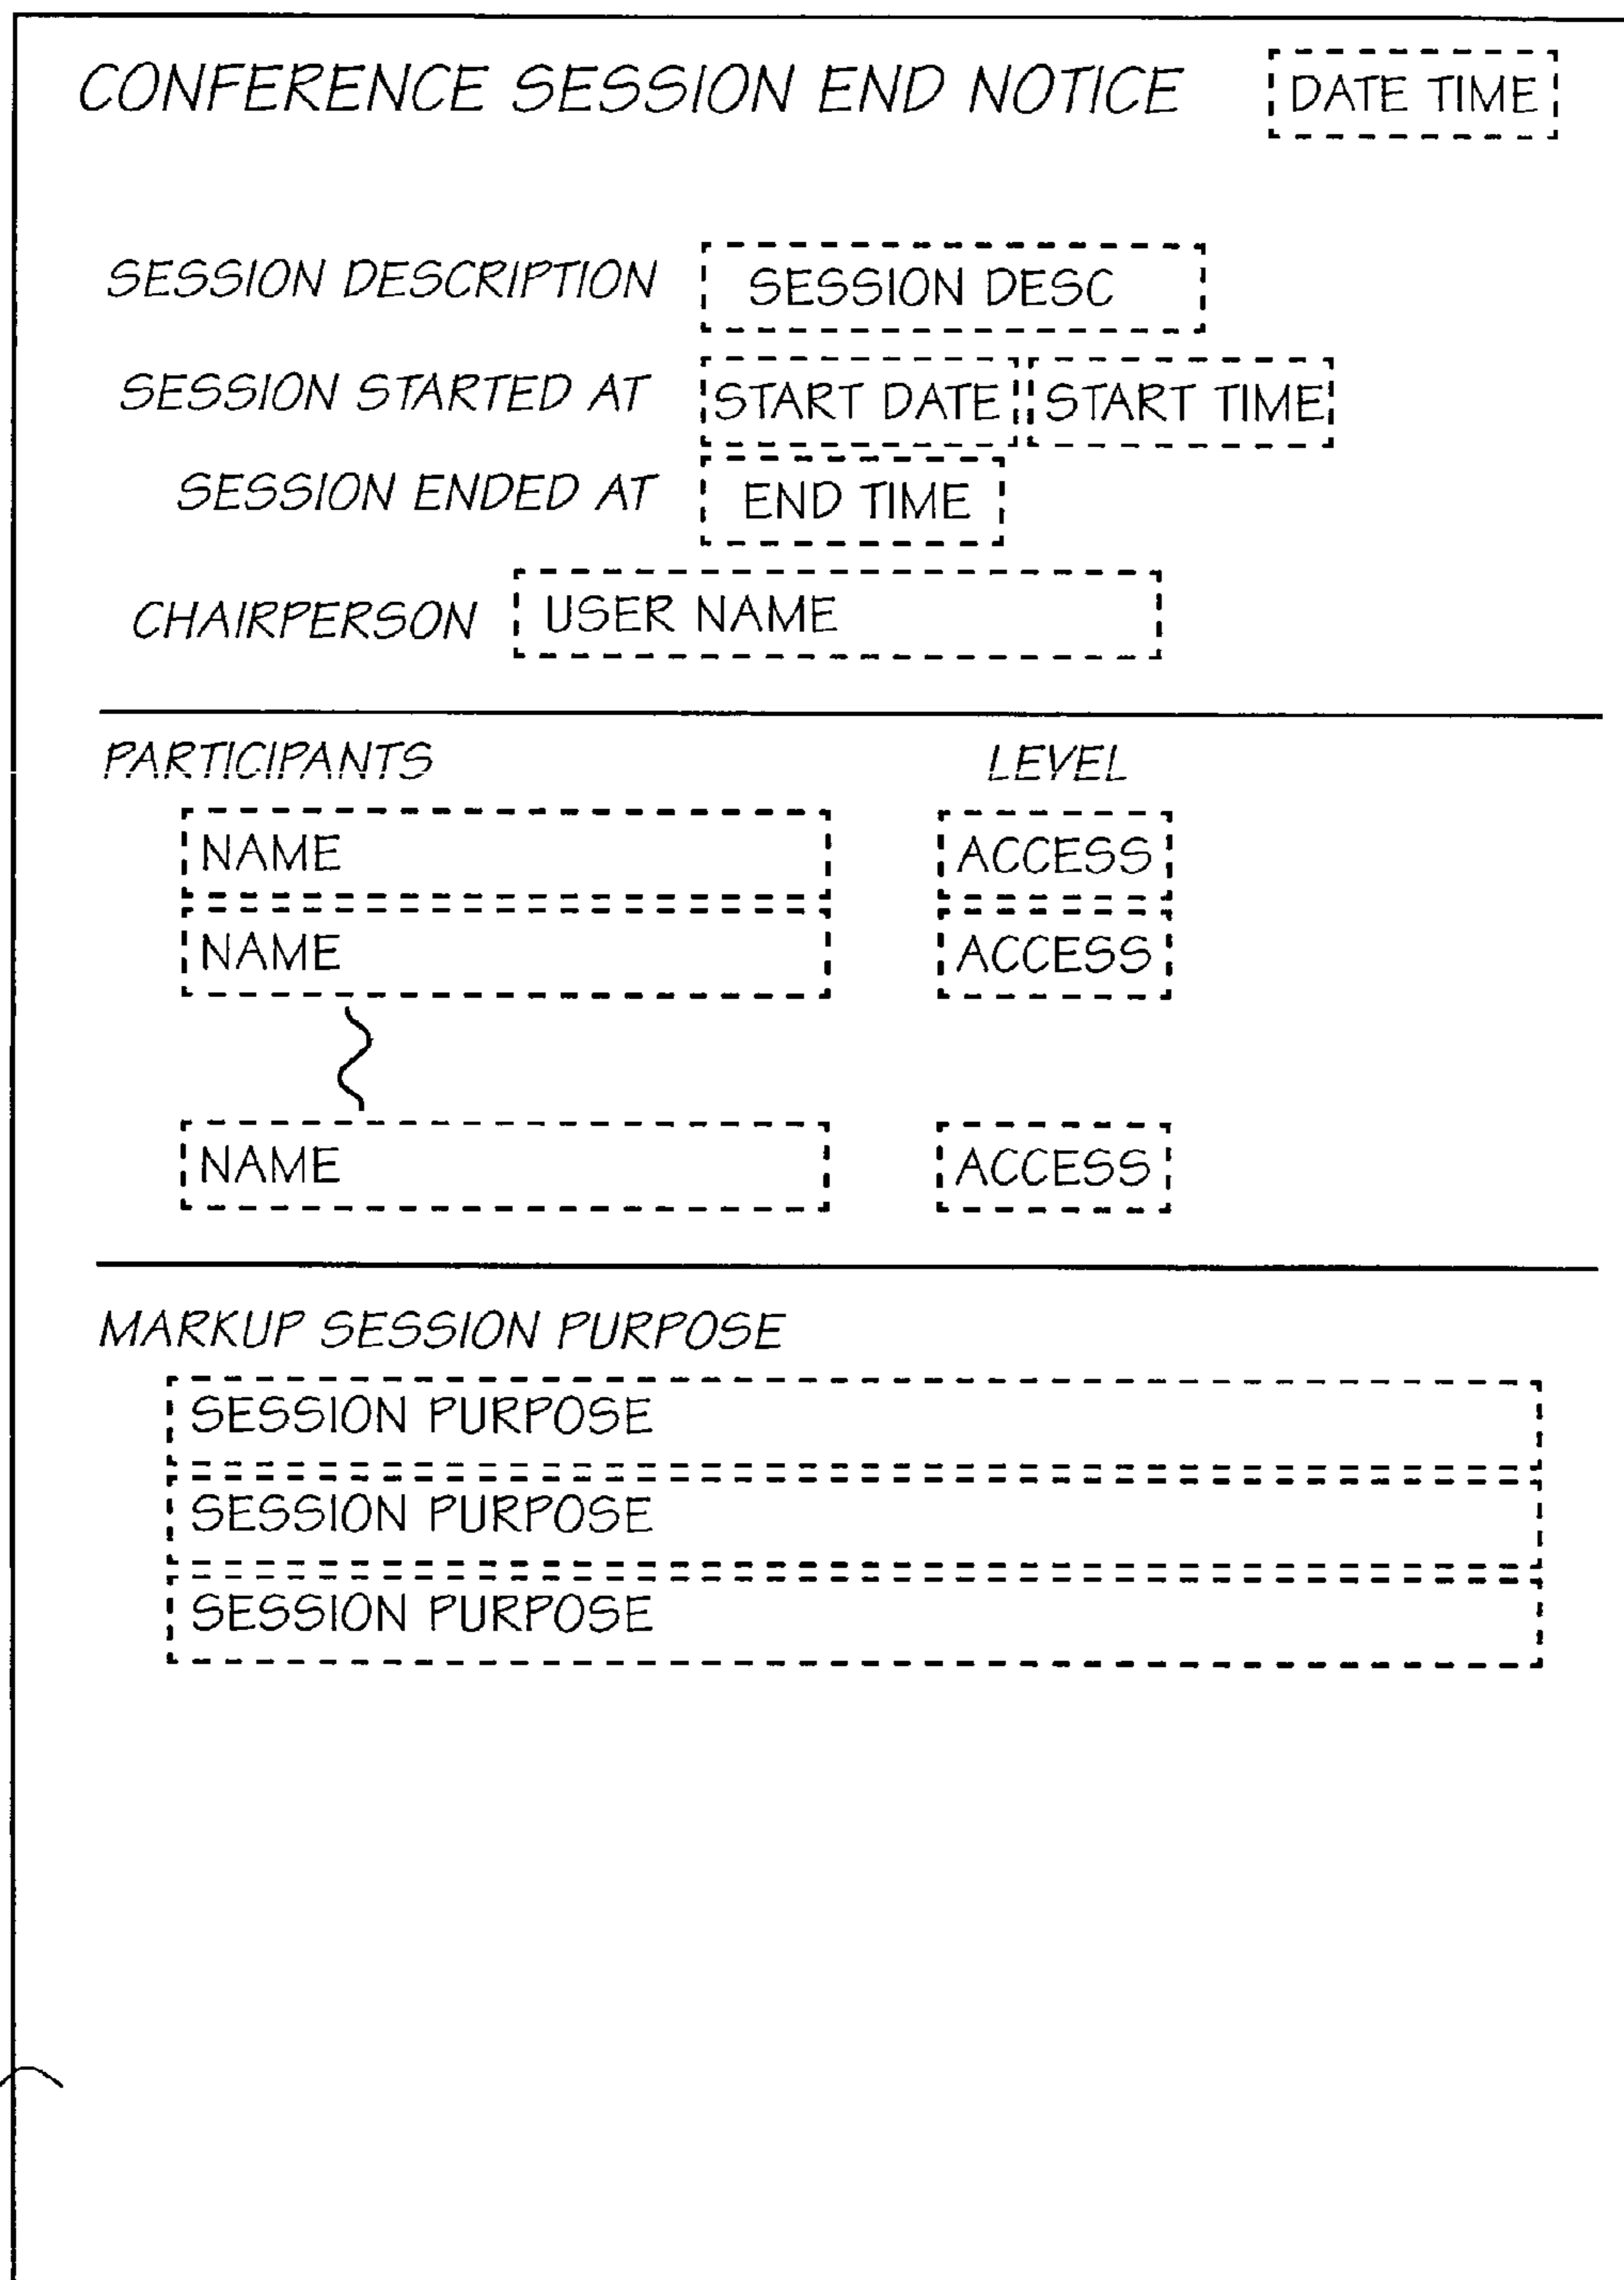 CONFERENCE SESSION END NOTICE DATE TIME
SESSION DESCRIPTION SESSION DESC
SESSION STARTED AT START DATE START TIME
SESSION ENDED AT END TIME
CHAIRPERSON USER NAME
PARTICIPANTS LEVEL
NAME ACCESS
NAME ACCESS
NAME ACCESS
MARKUP SESSION PURPOSE
SESSION PURPOSE
SESSION PURPOSE
SESSION PURPOSE